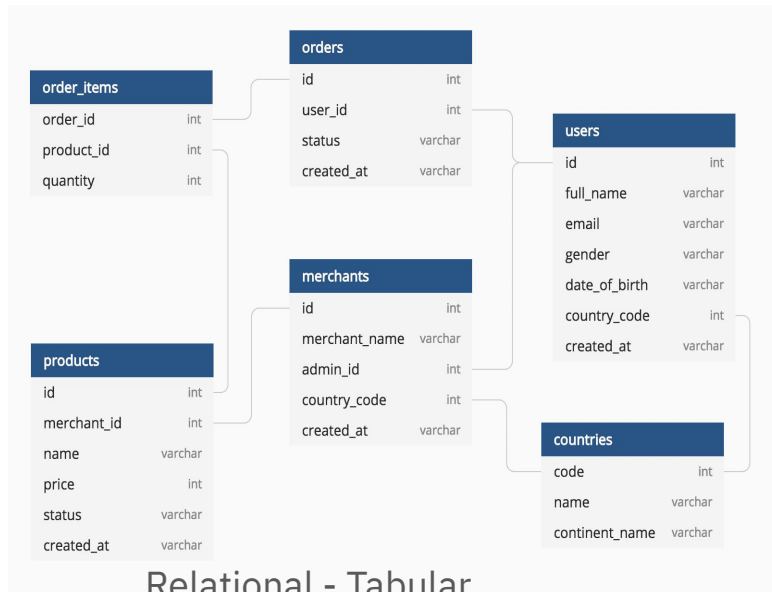 orders
id int
user_id int
status varchar
created_at varchar
order_items
order_id int
product_id int
quantity int
users
id int
full_name varchar
email varchar
gender varchar
date_of_birth varchar
country_code int
created_at varchar
merchants
id int
merchant_name varchar
admin_id int
country_code int
created_at varchar
products
id int
merchant_id int
name varchar
price int
status varchar
created_at varchar
countries
code int
name varchar
continent_name varchar
Relational - Tabular